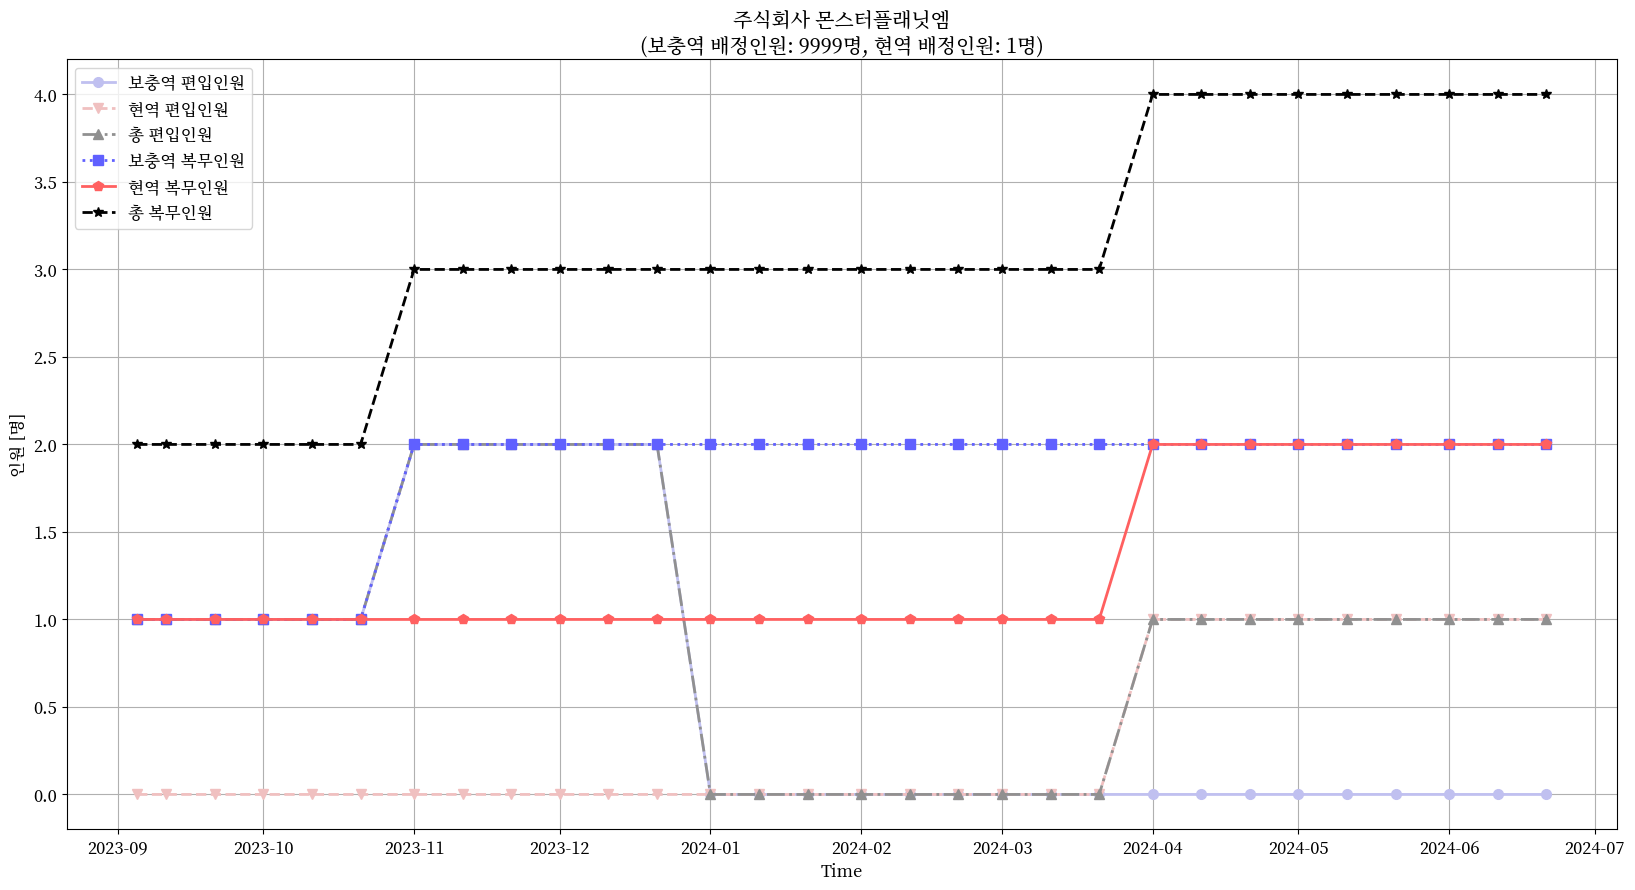 주식회사 몬스터플래닛엠
(보충역 배정인원: 9999명, 현역 배정인원: 1명)
보충역 편입인원
현역 편입인원
총 편입인원
보충역 복무인원
현역 복무인원
총 복무인원
4.0
3.5
3.0
2.5
2.0
1.5
1.0
0.5
0.0
인원 [명]
2023-09 2023-10 2023-11 2023-12 2024-01 2024-02 2024-03 2024-04 2024-05 2024-06 2024-07
Time